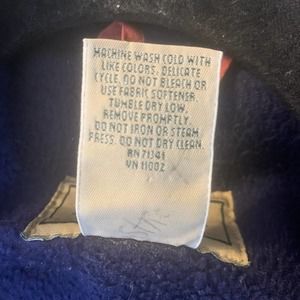 MACHINE WASH COLD WITH
LIKE COLORS. DELICATE
CYCLE. DO NOT BLEACH OR
USE FABRIC SOFTENER.
TUMBLE DRY LOW.
REMOVE PROMPTLY.
DO NOT IRON OR STEAM
PRESS. DO NOT DRY CLEAN.
RN 71341
VN 11002